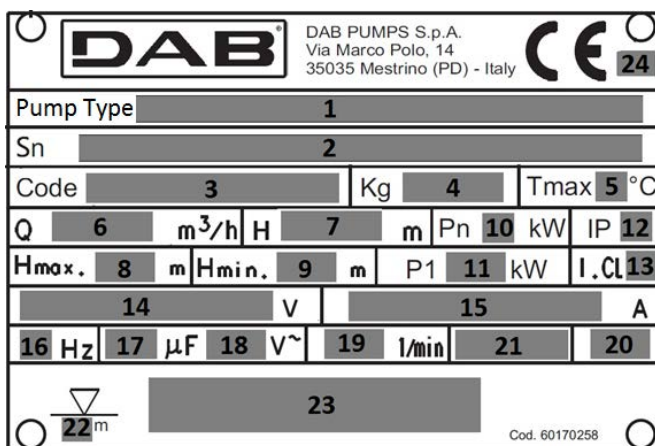 DAB
DAB PUMPS S.p.A.
Via Marco Polo, 14
35035 Mestrino (PD) - Italy
CE 24
Pump Type 1
Sn 2
Code 3 Kg 4 Tmax 5 °C
Q 6 m³/h H 7 m Pn 10 kW IP 12
Hmax. 8 m Hmin. 9 m P1 11 kW I.CL 13
14 V 15 A
16 Hz 17 µF 18 V~ 19 1/min 21 20
22 m 23
Cod. 60170258